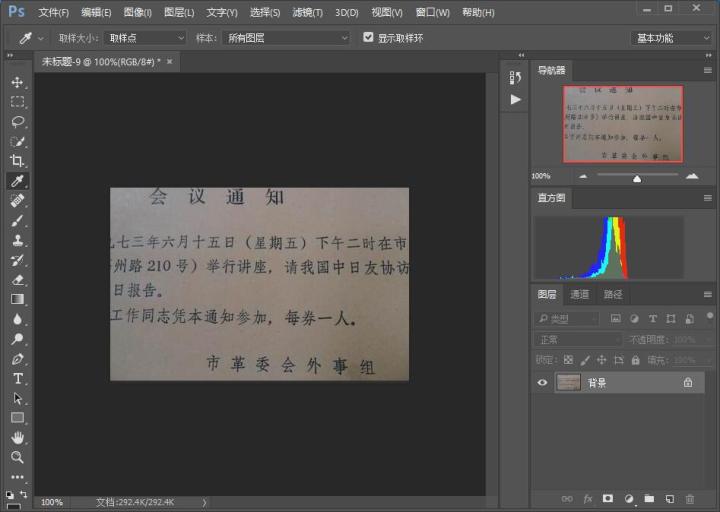 Ps 文件(F) 编辑(E) 图像(I) 图层(L) 文字(Y) 选择(S) 滤镜(T) 3D(D) 视图(V) 窗口(W) 帮助(H)
取样大小: 取样点 样本: 所有图层 显示取样环 基本功能
未标题-9 @ 100%(RGB/8#) * ×
会议通知
七三年六月十五日（星期五）下午二时在市
州路 210 号）举行讲座，请我国中日友协访
日报告。
工作同志凭本通知参加，每券一人。
市革委会外事组
导航器
100%
直方图
图层 通道 路径
类型
正常 不透明度: 100%
锁定: 填充: 100%
背景
fx
100% 文档:292.4K/292.4K